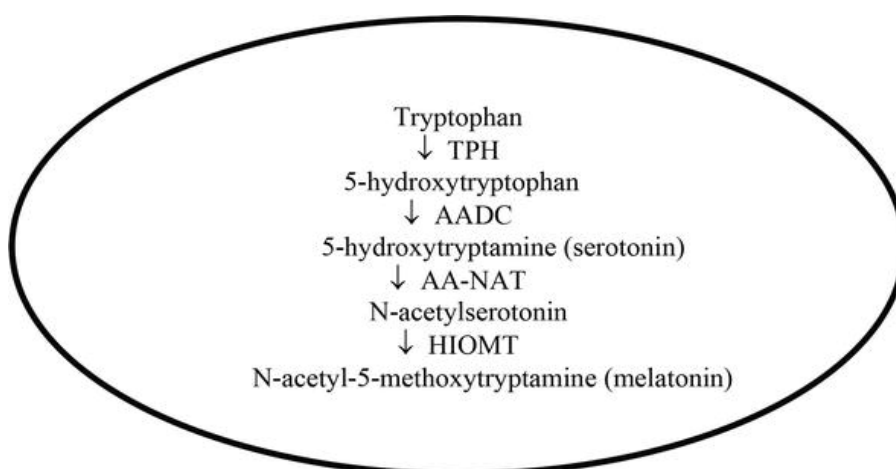 Tryptophan
↓ TPH
5-hydroxytryptophan
↓ AADC
5-hydroxytryptamine (serotonin)
↓ AA-NAT
N-acetylserotonin
↓ HIOMT
N-acetyl-5-methoxytryptamine (melatonin)